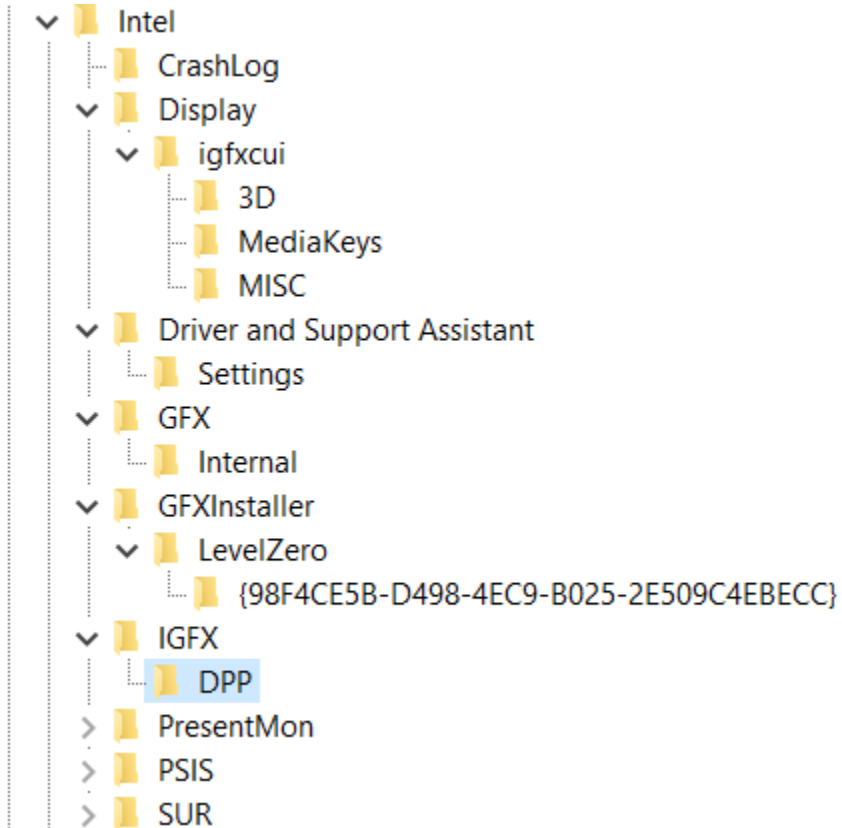 Intel
CrashLog
Display
igfxcui
3D
MediaKeys
MISC
Driver and Support Assistant
Settings
GFX
Internal
GFXInstaller
LevelZero
{98F4CE5B-D498-4EC9-B025-2E509C4EBECC}
IGFX
DPP
PresentMon
PSIS
SUR